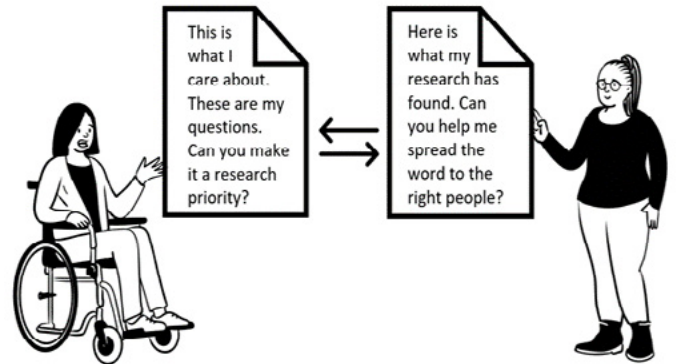 This is
what I
care about.
These are my
questions.
Can you make
it a research
priority?
Here is
what my
research has
found. Can
you help me
spread the
word to the
right people?